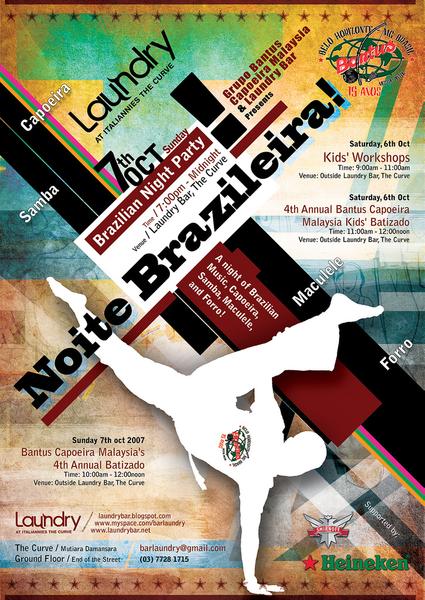 Laundry
AT ITALIANNIES THE CURVE
Grupo Bantus
Capoeira Malaysia
& Laundry Bar
Presents
BELO HORIZONTE MG BRASIL
Bantus
15 ANOS
Capoeira
Samba
7th
OCT Sunday
Brazilian Night Party
Time / 7:00pm - Midnight
Venue / Laundry Bar, The Curve
Noite Brazileira!
A night of Brazilian
Music, Capoeira,
Samba, Maculele,
and Forro!
Maculele
Forro
Saturday, 6th Oct
Kids' Workshops
Time: 9:00am - 11:00am
Venue: Outside Laundry Bar, The Curve
Saturday, 6th Oct
4th Annual Bantus Capoeira
Malaysia Kids' Batizado
Time: 11:00am - 12:00noon
Venue: Outside Laundry Bar, The Curve
Sunday 7th oct 2007
Bantus Capoeira Malaysia's
4th Annual Batizado
Time: 10:00am - 12:00noon
Venue: Outside Laundry Bar, The Curve
Laundry
AT ITALIANNIES THE CURVE
laundrybar.blogspot.com
www.myspace.com/barlaundry
www.laundrybar.net
The Curve / Mutiara Damansara
Ground Floor / End of the Street
barlaundry@gmail.com
(03) 7728 1715
Supported by
SMIRNOFF
Heineken